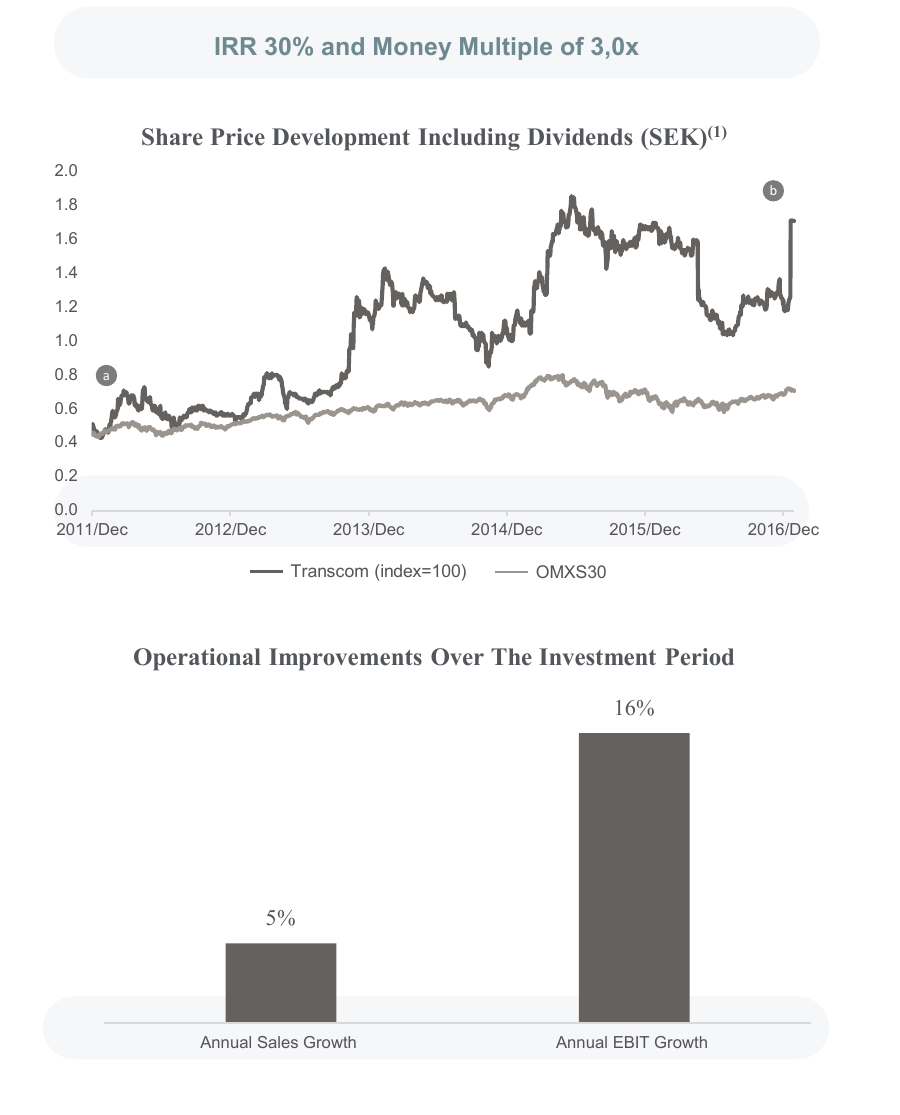 IRR 30% and Money Multiple of 3,0x
Share Price Development Including Dividends (SEK)(1)
2.0
b
1.8
1.6
1.4
1.2
1.0
0.8
a
0.6
0.4
0.2
0.0
2011/Dec 2012/Dec 2013/Dec 2014/Dec 2015/Dec 2016/Dec
Transcom (index=100) OMXS30
Operational Improvements Over The Investment Period
16%
5%
Annual Sales Growth Annual EBIT Growth